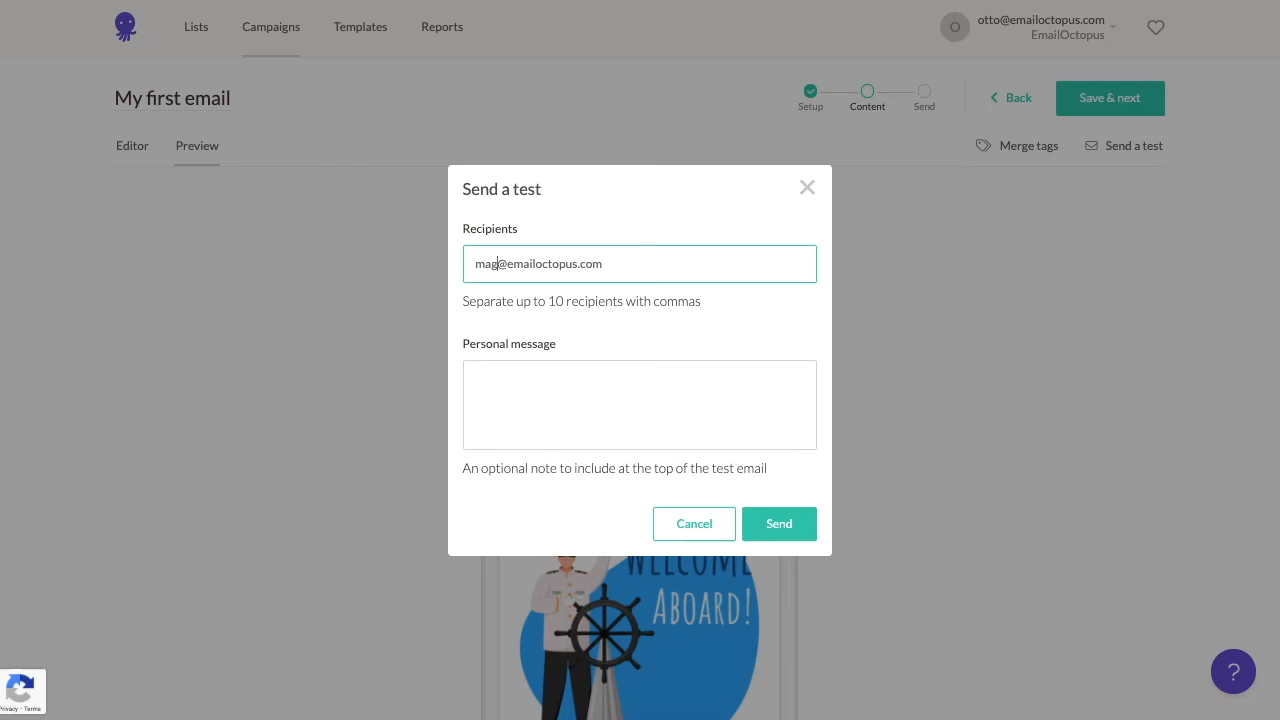 Lists
Campaigns
Templates
Reports
O
otto@emailoctopus.com
EmailOctopus
My first email
Setup
Content
Send
Back
Save & next
Editor
Preview
Merge tags
Send a test
Send a test
Recipients
mag@emailoctopus.com
Separate up to 10 recipients with commas
Personal message
An optional note to include at the top of the test email
Cancel
Send
WELCOME
ABOARD!
?
Privacy - Terms